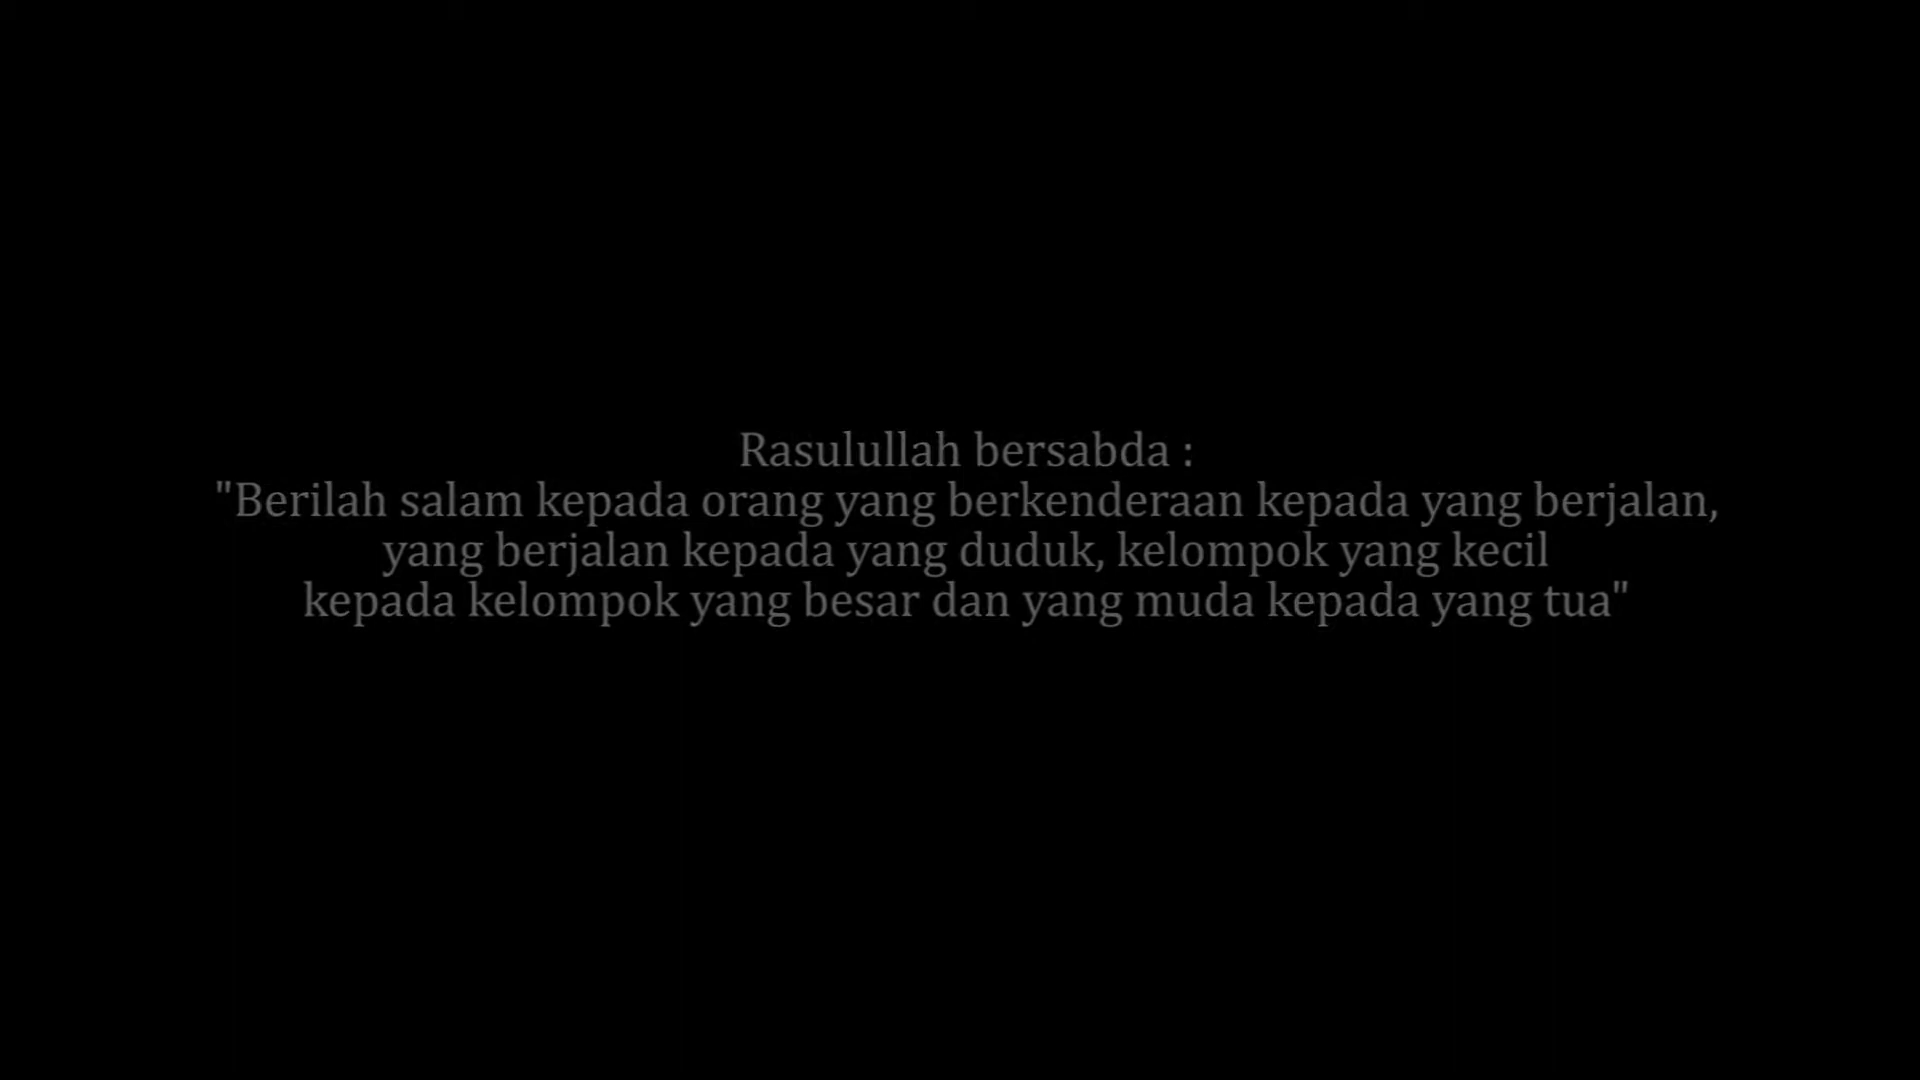 Rasulullah bersabda :
"Berilah salam kepada orang yang berkenderaan kepada yang berjalan,
yang berjalan kepada yang duduk, kelompok yang kecil
kepada kelompok yang besar dan yang muda kepada yang tua"